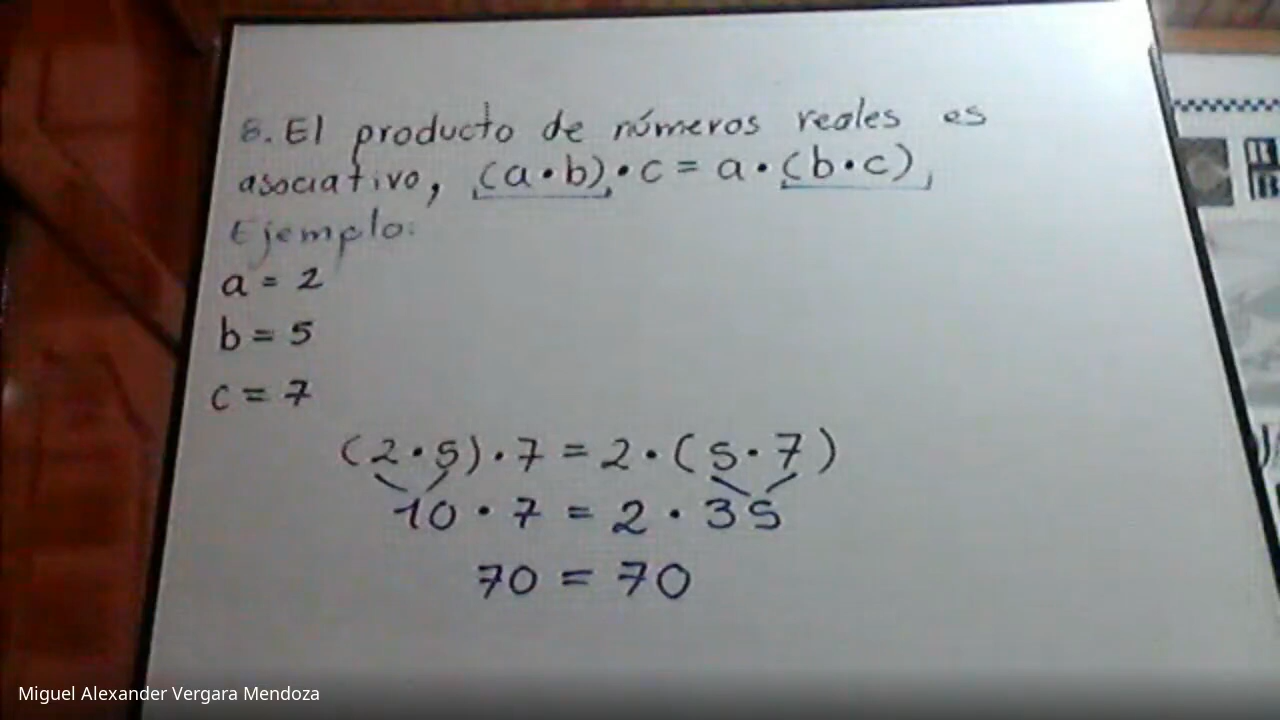 8. El producto de números reales es
asociativo, (a•b)•c = a•(b•c),
Ejemplo:
a = 2
b = 5
c = 7
(2•5)•7 = 2•(5•7)
10•7 = 2•35
70 = 70
Miguel Alexander Vergara Mendoza